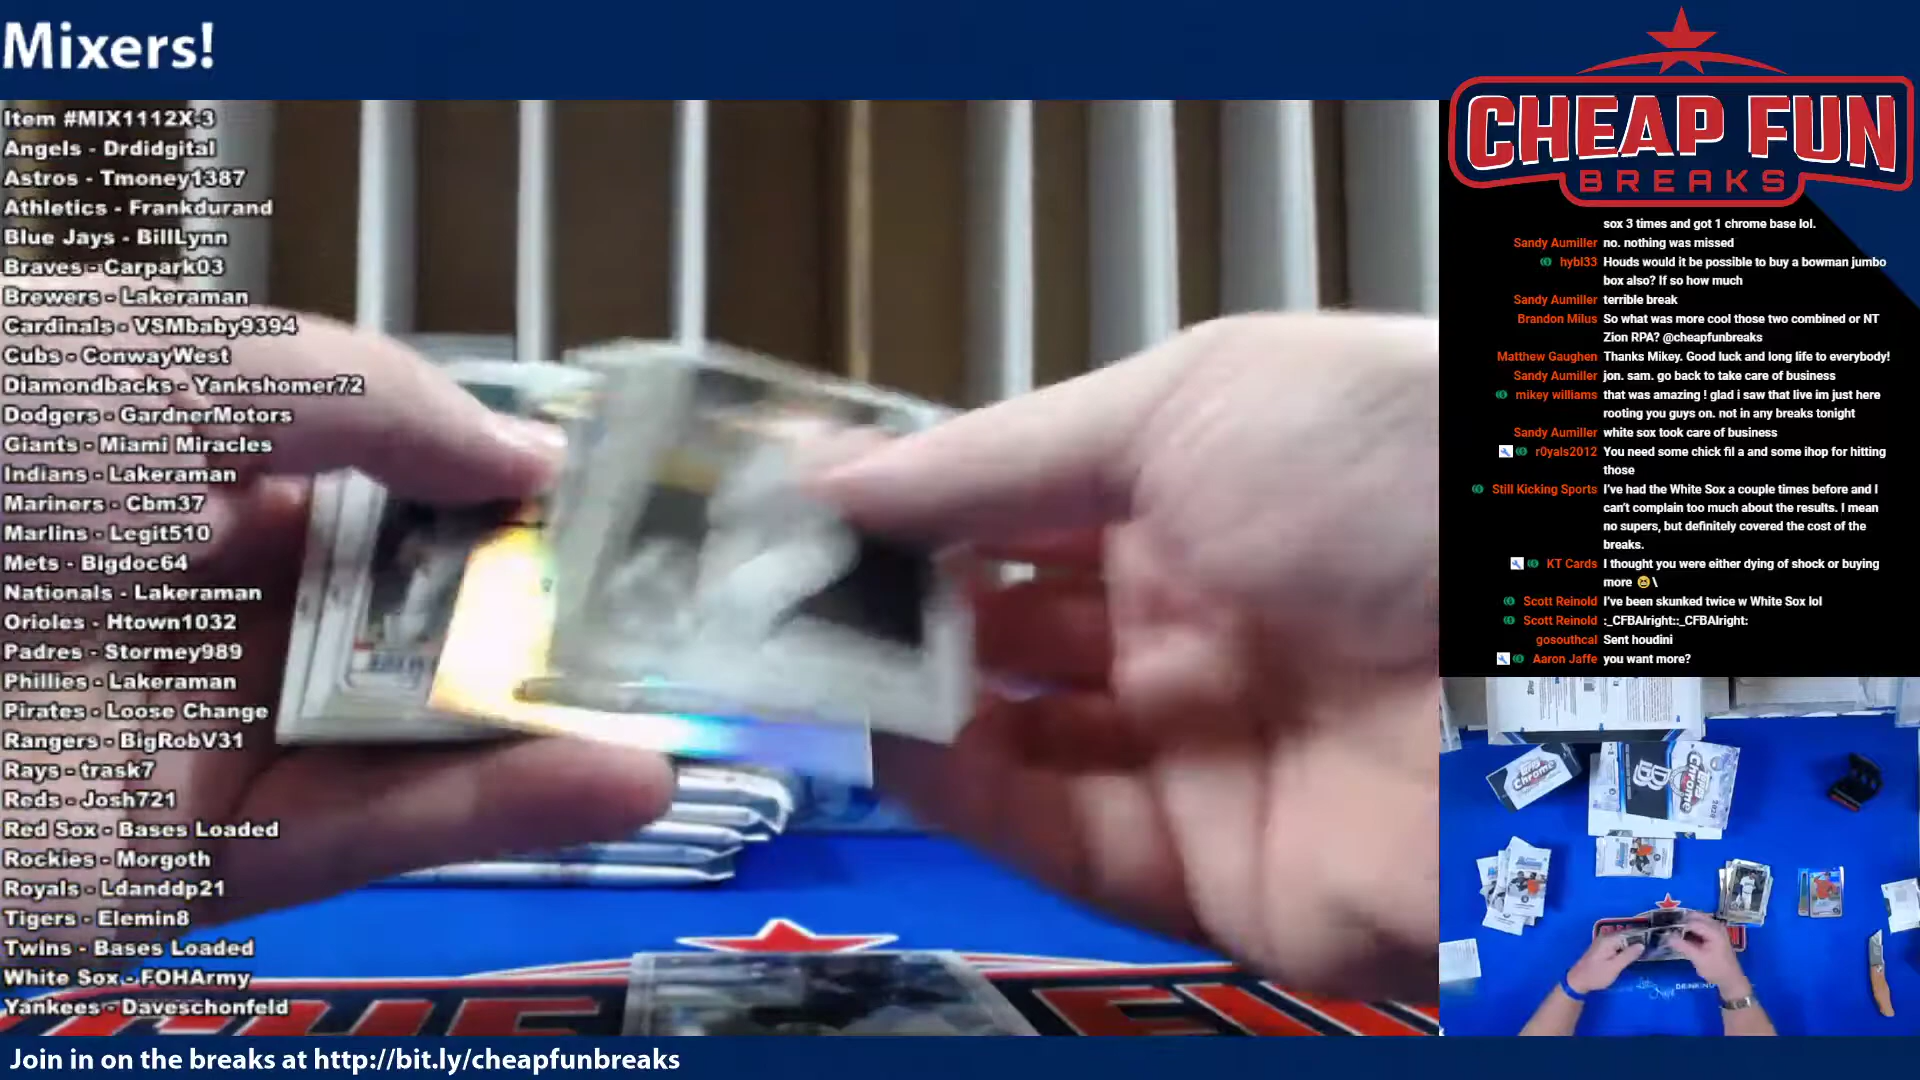 Mixers!
Item #MIX1112X-3
Angels - Drdidgital
Astros - Tmoney1387
Athletics - Frankdurand
Blue Jays - BillLynn
Braves - Carpark03
Brewers - Lakeraman
Cardinals - VSMbaby9394
Cubs - ConwayWest
Diamondbacks - Yankshomer72
Dodgers - GardnerMotors
Giants - Miami Miracles
Indians - Lakeraman
Mariners - Cbm37
Marlins - Legit510
Mets - Bigdoc64
Nationals - Lakeraman
Orioles - Htown1032
Padres - Stormey989
Phillies - Lakeraman
Pirates - Loose Change
Rangers - BigRobV31
Rays - trask7
Reds - Josh721
Red Sox - Bases Loaded
Rockies - Morgoth
Royals - Ldanddp21
Tigers - Elemin8
Twins - Bases Loaded
White Sox - FOHArmy
Yankees - Daveschonfeld
Join in on the breaks at http://bit.ly/cheapfunbreaks
CHEAP FUN
BREAKS
sox 3 times and got 1 chrome base lol.
Sandy Aumiller no. nothing was missed
hybl33 Houds would it be possible to buy a bowman jumbo
box also? If so how much
Sandy Aumiller terrible break
Brandon Milus So what was more cool those two combined or NT
Zion RPA? @cheapfunbreaks
Matthew Gaughen Thanks Mikey. Good luck and long life to everybody!
Sandy Aumiller jon. sam. go back to take care of business
mikey williams that was amazing ! glad i saw that live im just here
rooting you guys on. not in any breaks tonight
Sandy Aumiller white sox took care of business
r0yals2012 You need some chick fil a and some ihop for hitting
those
Still Kicking Sports I've had the White Sox a couple times before and I
can't complain too much about the results. I mean
no supers, but definitely covered the cost of the
breaks.
KT Cards I thought you were either dying of shock or buying
more 😆\
Scott Reinold I've been skunked twice w White Sox lol
Scott Reinold :_CFBAlright::_CFBAlright:
gosouthcal Sent houdini
Aaron Jaffe you want more?
Chrome
Chrome